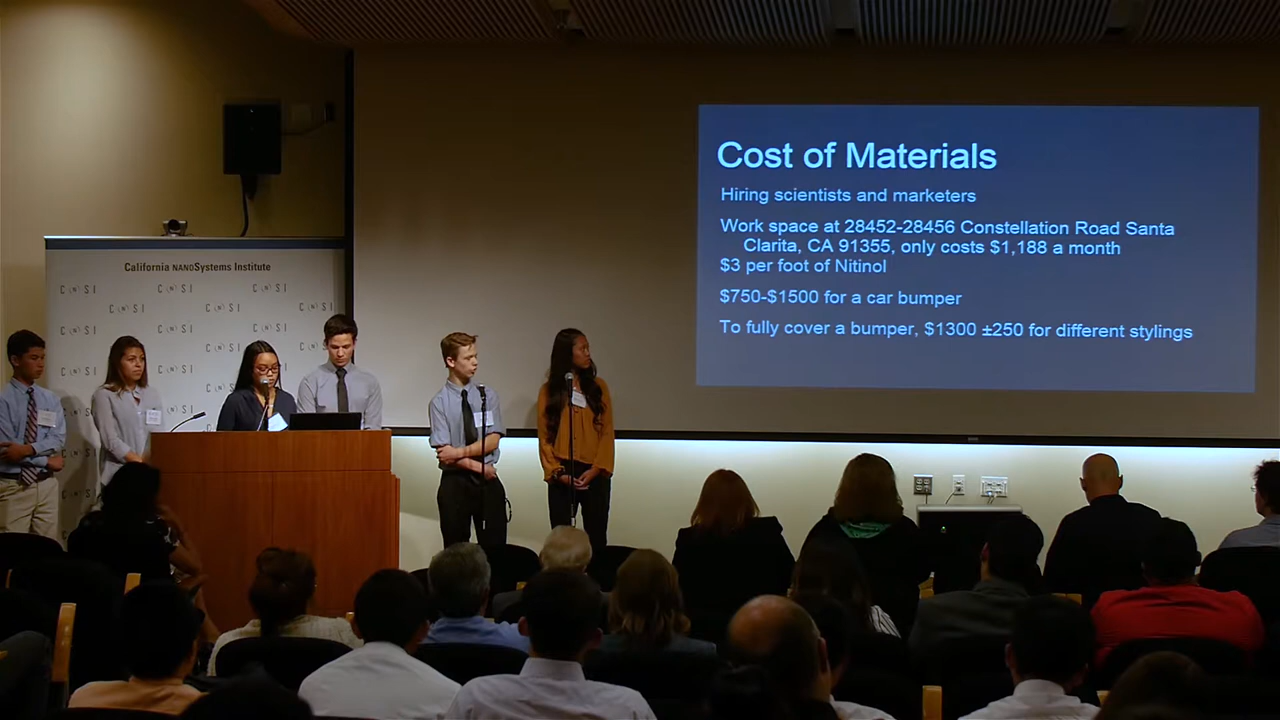 Cost of Materials
Hiring scientists and marketers
Work space at 28452-28456 Constellation Road Santa
Clarita, CA 91355, only costs $1,188 a month
$3 per foot of Nitinol
$750-$1500 for a car bumper
To fully cover a bumper, $1300 ±250 for different stylings
California NANOSystems Institute
C N S I
C N S I
C N S I
C N S I
C N S I
C N S I
C N S I
C N S I
C N S I
C N S I